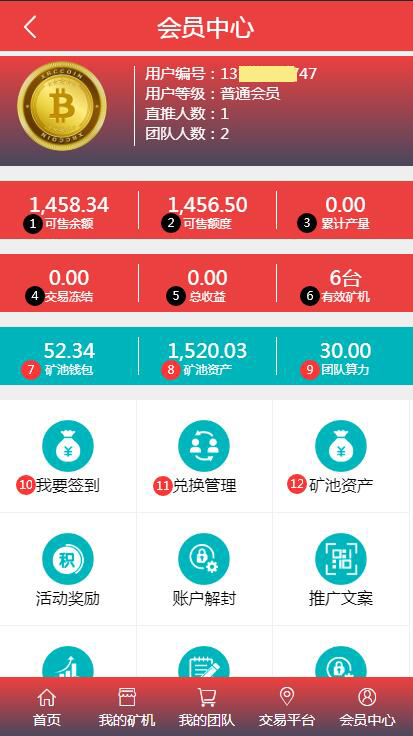 会员中心
用户编号：13 747
用户等级：普通会员
直推人数：1
团队人数：2
XRCCOIN
XRCCOIN
1,458.34 1,456.50 0.00
1 可售余额 2 可售额度 3 累计产量
0.00 0.00 6台
4 交易冻结 5 总收益 6 有效矿机
52.34 1,520.03 30.00
7 矿池钱包 8 矿池资产 9 团队算力
10 我要签到 11 兑换管理 12 矿池资产
积
活动奖励 账户解封 推广文案
首页 我的矿机 我的团队 交易平台 会员中心